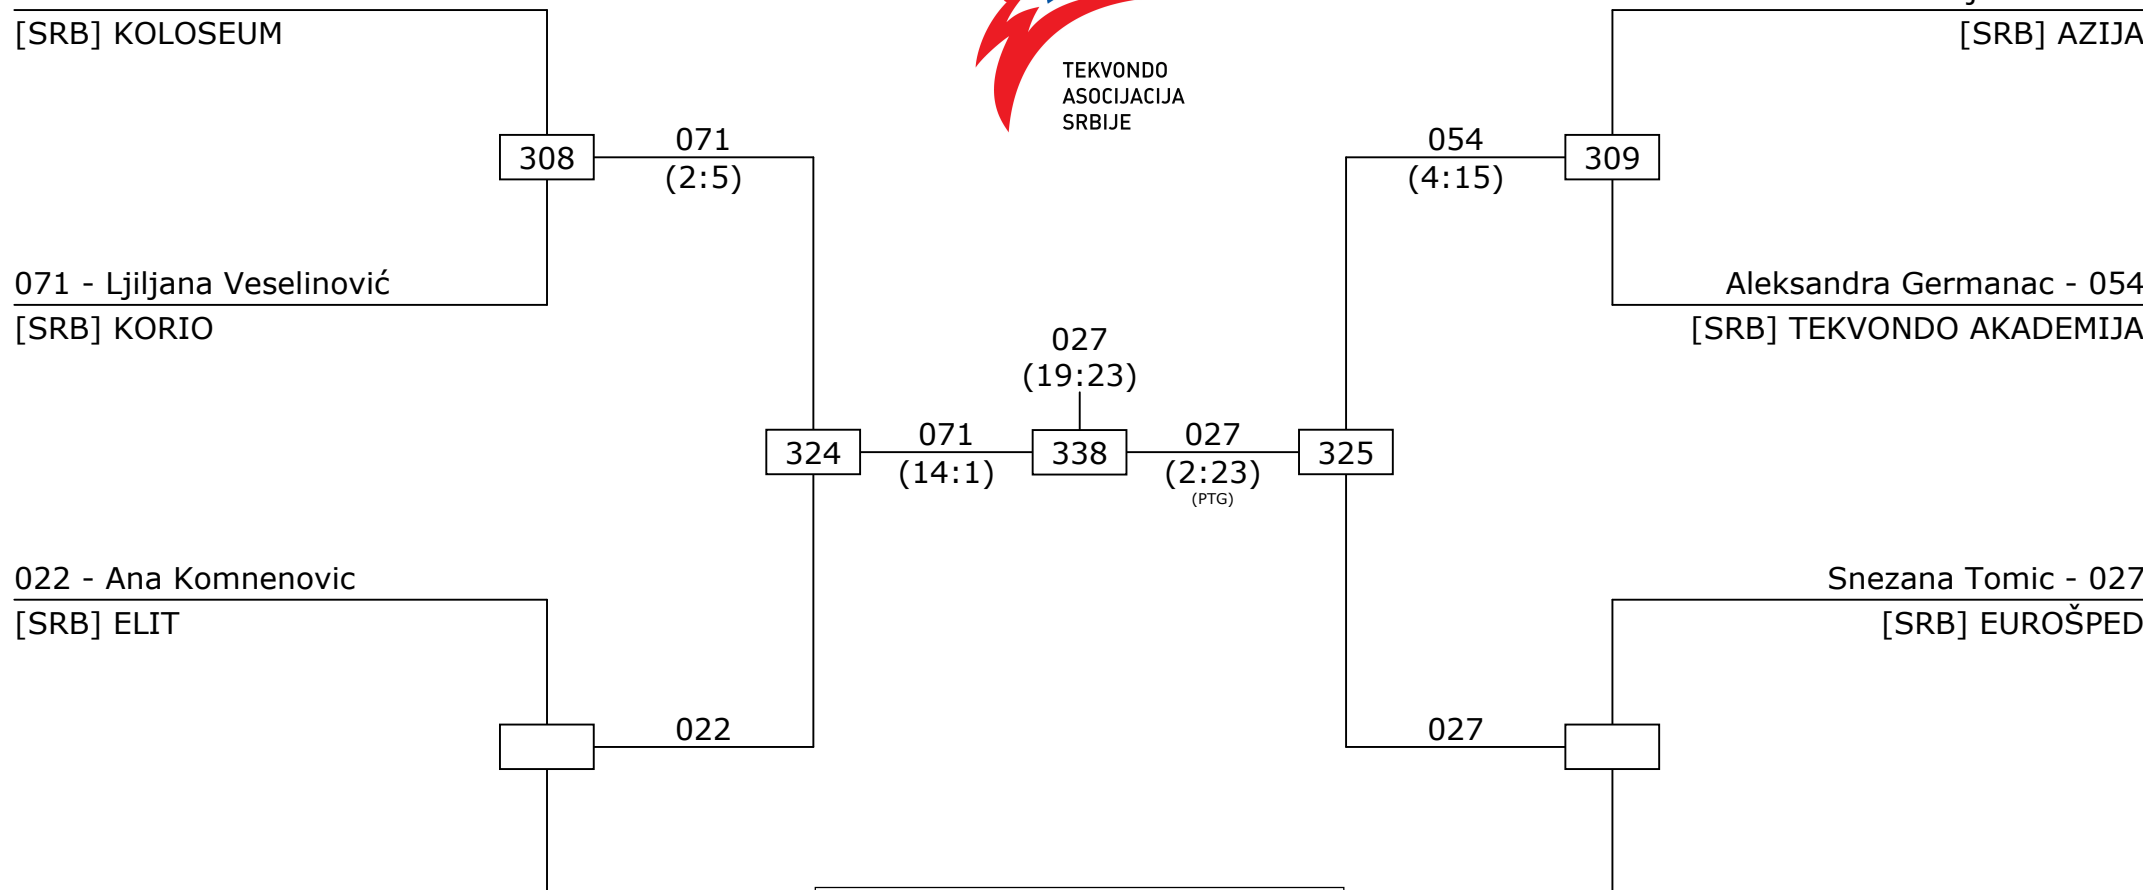 [SRB] KOLOSEUM
[SRB] AZIJA
TEKVONDO
ASOCIJACIJA
SRBIJE
308
071
(2:5)
054
(4:15)
309
071 - Ljiljana Veselinović
[SRB] KORIO
Aleksandra Germanac - 054
[SRB] TEKVONDO AKADEMIJA
027
(19:23)
324
071
(14:1)
338
027
(2:23)
(PTG)
325
022 - Ana Komnenovic
[SRB] ELIT
Snezana Tomic - 027
[SRB] EUROŠPED
022
027